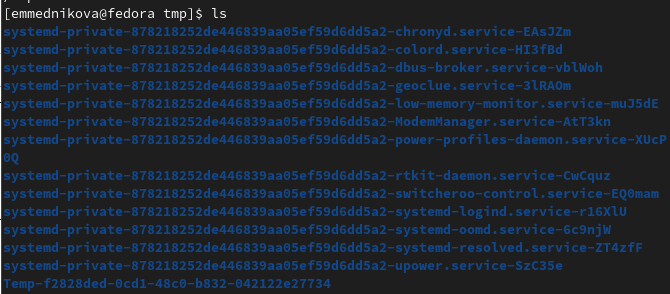 [emmednikova@fedora tmp]$ ls
systemd-private-878218252de446839aa05ef59d6dd5a2-chronyd.service-EAsJZm
systemd-private-878218252de446839aa05ef59d6dd5a2-colord.service-HI3fBd
systemd-private-878218252de446839aa05ef59d6dd5a2-dbus-broker.service-vblWoh
systemd-private-878218252de446839aa05ef59d6dd5a2-geoclue.service-3lRAOm
systemd-private-878218252de446839aa05ef59d6dd5a2-low-memory-monitor.service-muJ5dE
systemd-private-878218252de446839aa05ef59d6dd5a2-ModemManager.service-AtT3kn
systemd-private-878218252de446839aa05ef59d6dd5a2-power-profiles-daemon.service-XUcP
0Q
systemd-private-878218252de446839aa05ef59d6dd5a2-rtkit-daemon.service-CwCquz
systemd-private-878218252de446839aa05ef59d6dd5a2-switcheroo-control.service-EQ0mam
systemd-private-878218252de446839aa05ef59d6dd5a2-systemd-logind.service-r16XlU
systemd-private-878218252de446839aa05ef59d6dd5a2-systemd-oomd.service-6c9njW
systemd-private-878218252de446839aa05ef59d6dd5a2-systemd-resolved.service-ZT4zfF
systemd-private-878218252de446839aa05ef59d6dd5a2-upower.service-SzC35e
Temp-f2828ded-0cd1-48c0-b832-042122e27734